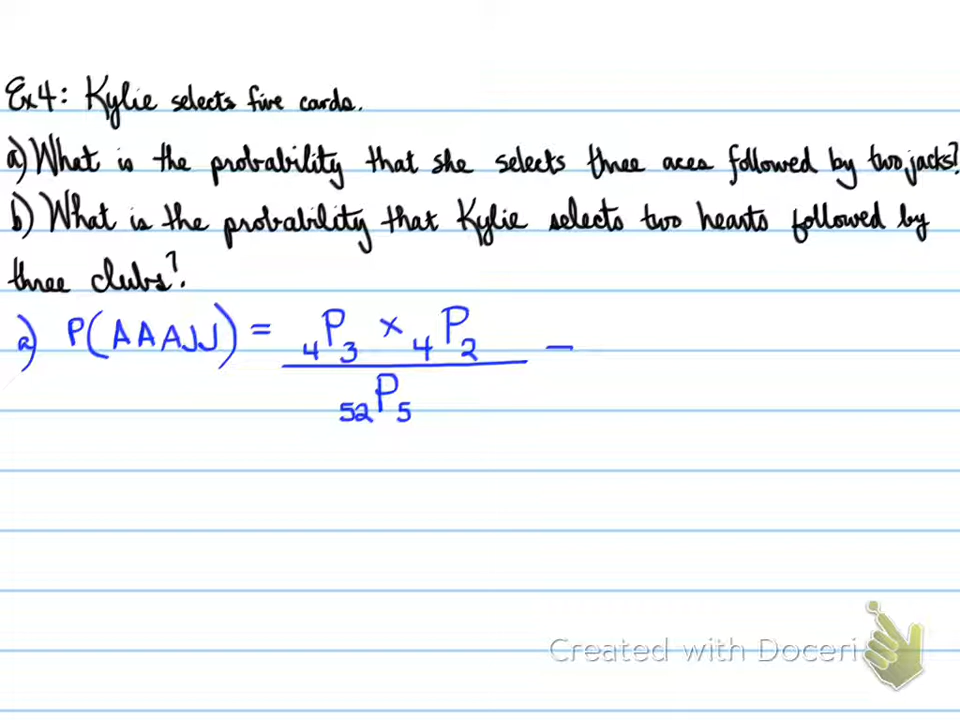 Ex4: Kylie selects five cards.
a) What is the probability that she selects three aces followed by two jacks?
b) What is the probability that Kylie selects two hearts followed by
three clubs?
a) P(AAAJJ) = ₄P₃ × ₄P₂ =
₅₂P₅
Created with Doceri